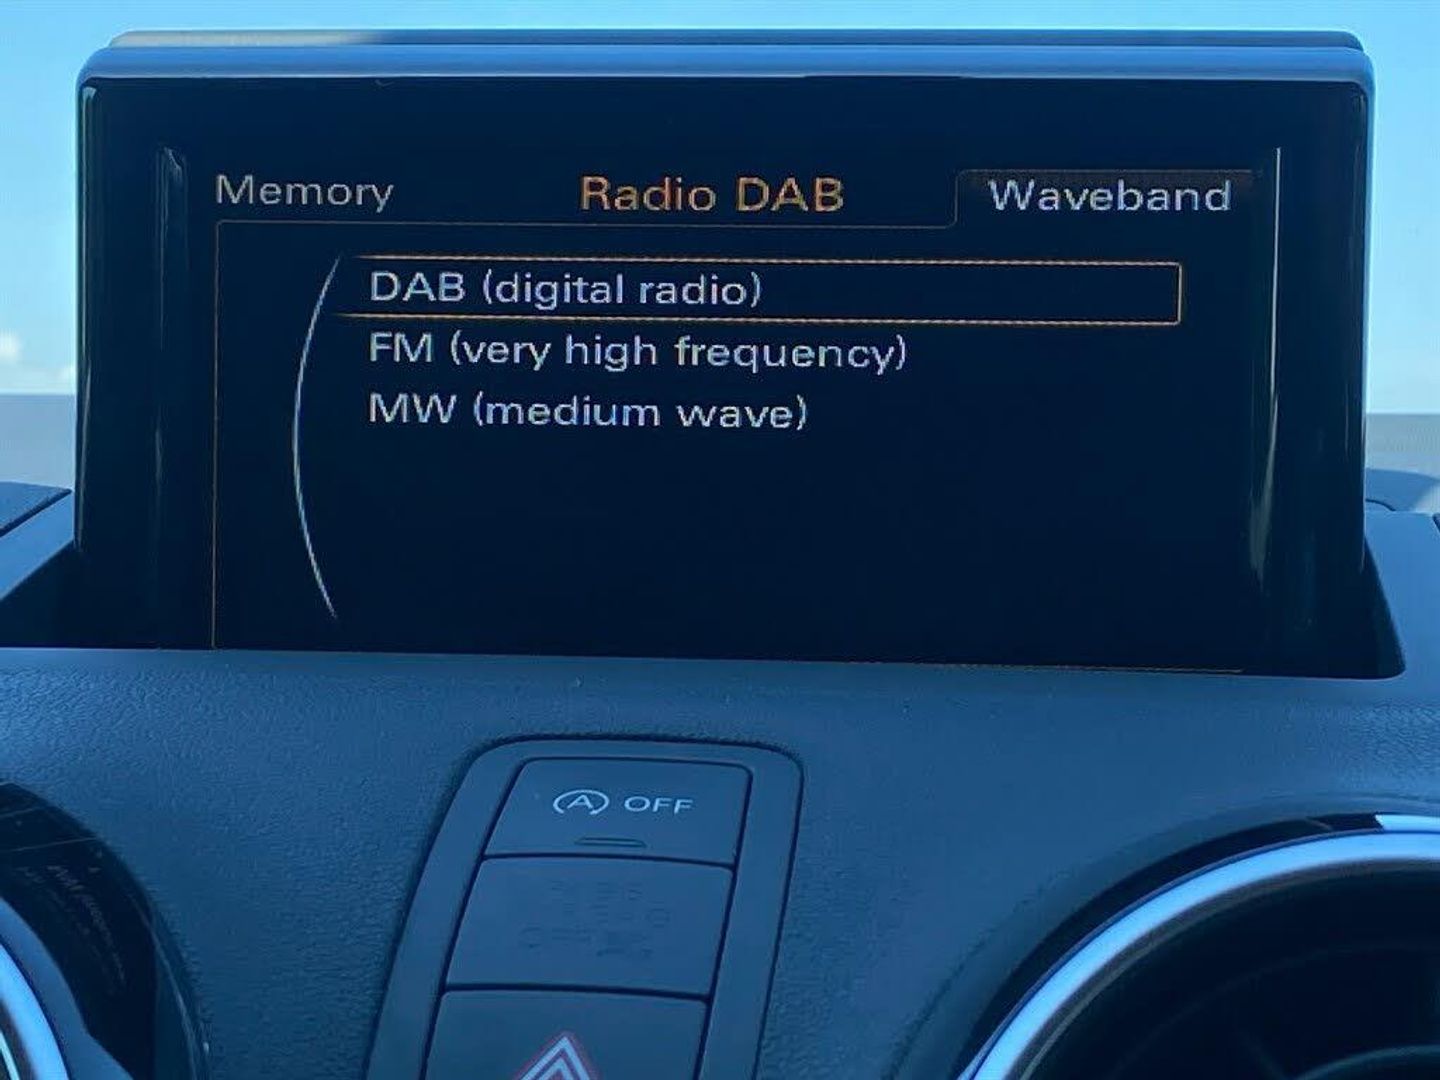 Memory Radio DAB Waveband
DAB (digital radio)
FM (very high frequency)
MW (medium wave)
A OFF